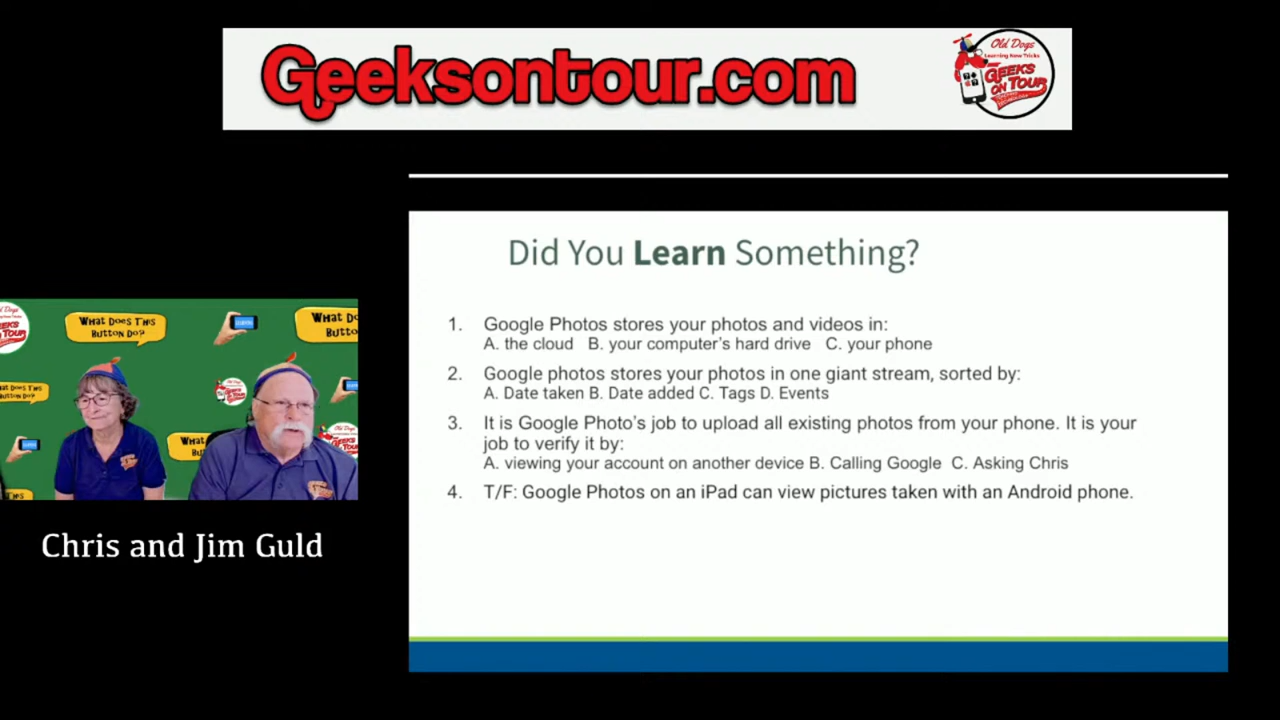 Geeksontour.com
Old Dogs
Learning New Tricks
GEEKS
ON TOUR
Did You Learn Something?
1. Google Photos stores your photos and videos in:
A. the cloud B. your computer's hard drive C. your phone
2. Google photos stores your photos in one giant stream, sorted by:
A. Date taken B. Date added C. Tags D. Events
3. It is Google Photo's job to upload all existing photos from your phone. It is your
job to verify it by:
A. viewing your account on another device B. Calling Google C. Asking Chris
4. T/F: Google Photos on an iPad can view pictures taken with an Android phone.
What Does This
Button Do?
What Do
Butto
Chris and Jim Guld